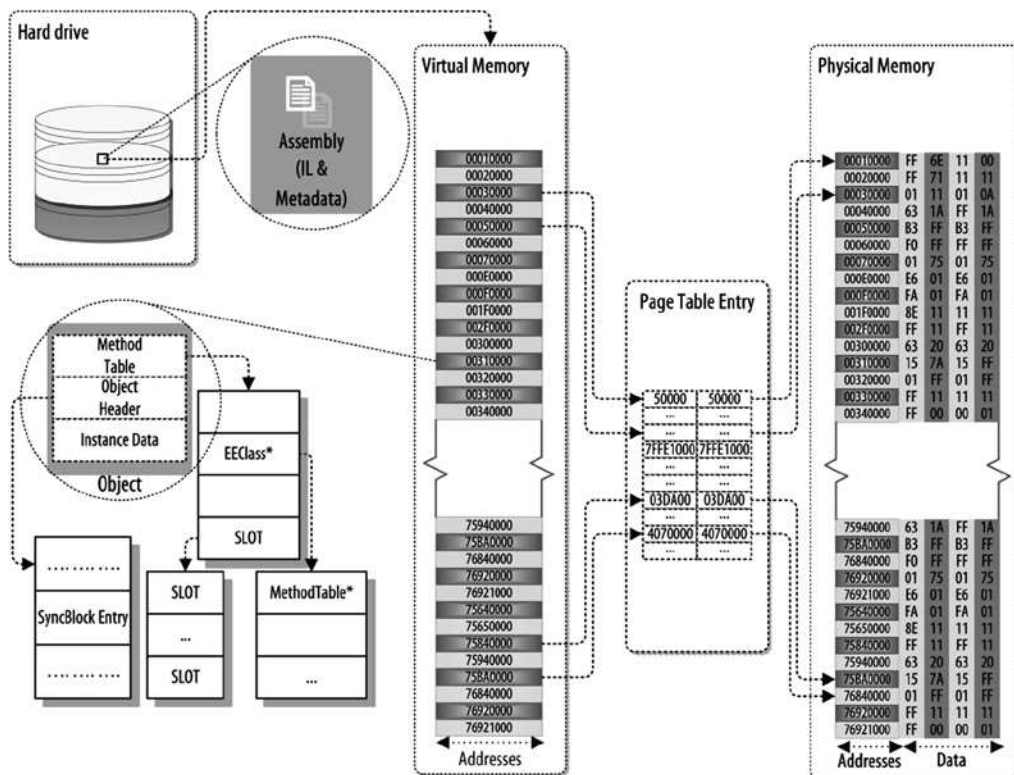 Hard drive
Assembly
(IL &
Metadata)
Method
Table
Object
Header
Instance Data
Object
EEClass*
SLOT
..........
SyncBlock Entry
..........
SLOT
...
SLOT
MethodTable*
...
Virtual Memory
00010000
00020000
00030000
00040000
00050000
00060000
00070000
000E0000
000F0000
001F0000
002F0000
00300000
00310000
00320000
00330000
00340000
75940000
75BA0000
76840000
76920000
76921000
75640000
75650000
75840000
75940000
75BA0000
76840000
76920000
76921000
Addresses
Page Table Entry
50000 50000
... ...
... ...
7FFE1000 7FFE1000
... ...
... ...
03DA00 03DA00
... ...
4070000 4070000
... ...
Physical Memory
00010000 FF 6E 11 00
00020000 FF 71 11 11
00030000 01 11 01 0A
00040000 63 1A FF 1A
00050000 B3 FF B3 FF
00060000 F0 FF FF FF
00070000 01 75 01 75
000E0000 E6 01 E6 01
000F0000 FA 01 FA 01
001F0000 8E 11 11 11
002F0000 FF 11 FF 11
00300000 63 20 63 20
00310000 15 7A 15 FF
00320000 01 FF 01 FF
00330000 FF 11 11 11
00340000 FF 00 00 01
75940000 63 1A FF 1A
75BA0000 B3 FF B3 FF
76840000 F0 FF FF FF
76920000 01 75 01 75
76921000 E6 01 E6 01
75640000 FA 01 FA 01
75650000 8E 11 11 11
75840000 FF 11 FF 11
75940000 63 20 63 20
75BA0000 15 7A 15 FF
76840000 01 FF 01 FF
76920000 FF 11 11 11
76921000 FF 00 00 01
Addresses Data